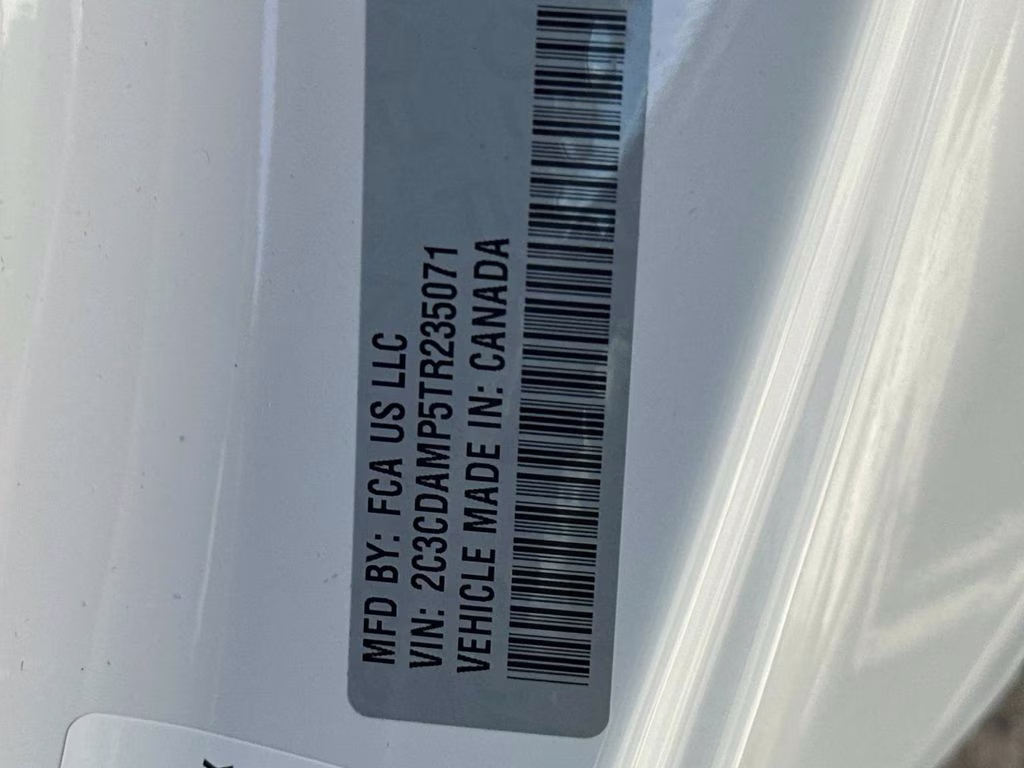 MFD BY: FCA US LLC
VIN: 2C3CDAMP5TR235071
VEHICLE MADE IN: CANADA